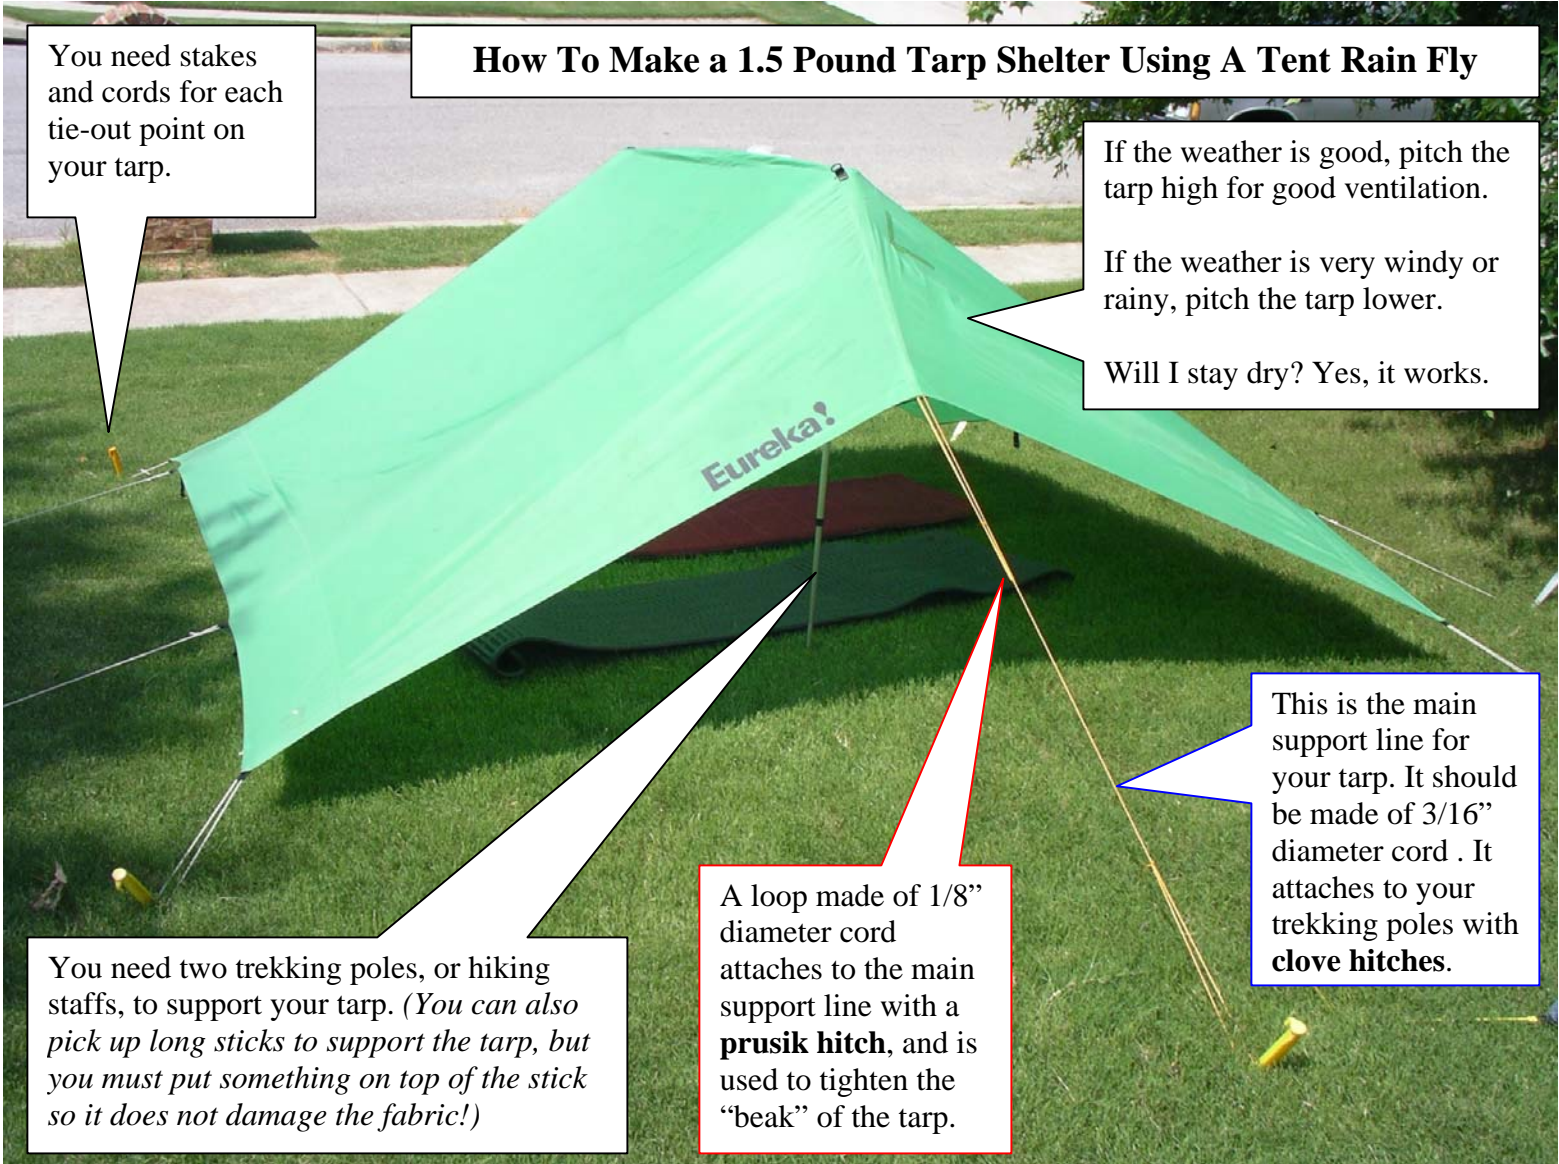 How To Make a 1.5 Pound Tarp Shelter Using A Tent Rain Fly
You need stakes
and cords for each
tie-out point on
your tarp.
If the weather is good, pitch the
tarp high for good ventilation.
If the weather is very windy or
rainy, pitch the tarp lower.
Will I stay dry? Yes, it works.
Eureka!
This is the main
support line for
your tarp. It should
be made of 3/16”
diameter cord . It
attaches to your
trekking poles with
clove hitches.
A loop made of 1/8”
diameter cord
attaches to the main
support line with a
prusik hitch, and is
used to tighten the
“beak” of the tarp.
You need two trekking poles, or hiking
staffs, to support your tarp. (You can also
pick up long sticks to support the tarp, but
you must put something on top of the stick
so it does not damage the fabric!)